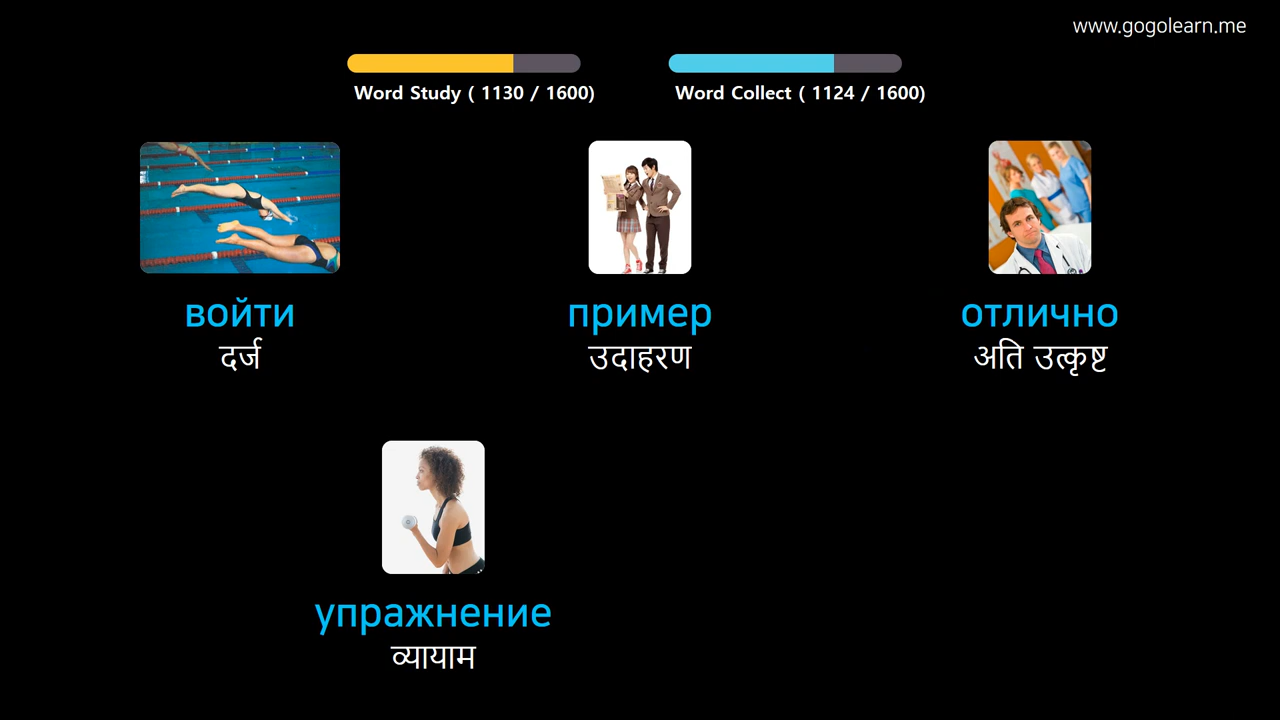 www.gogolearn.me
Word Study ( 1130 / 1600)
Word Collect ( 1124 / 1600)
войти
दर्ज
пример
उदाहरण
отлично
अति उत्कृष्ट
упражнение
व्यायाम